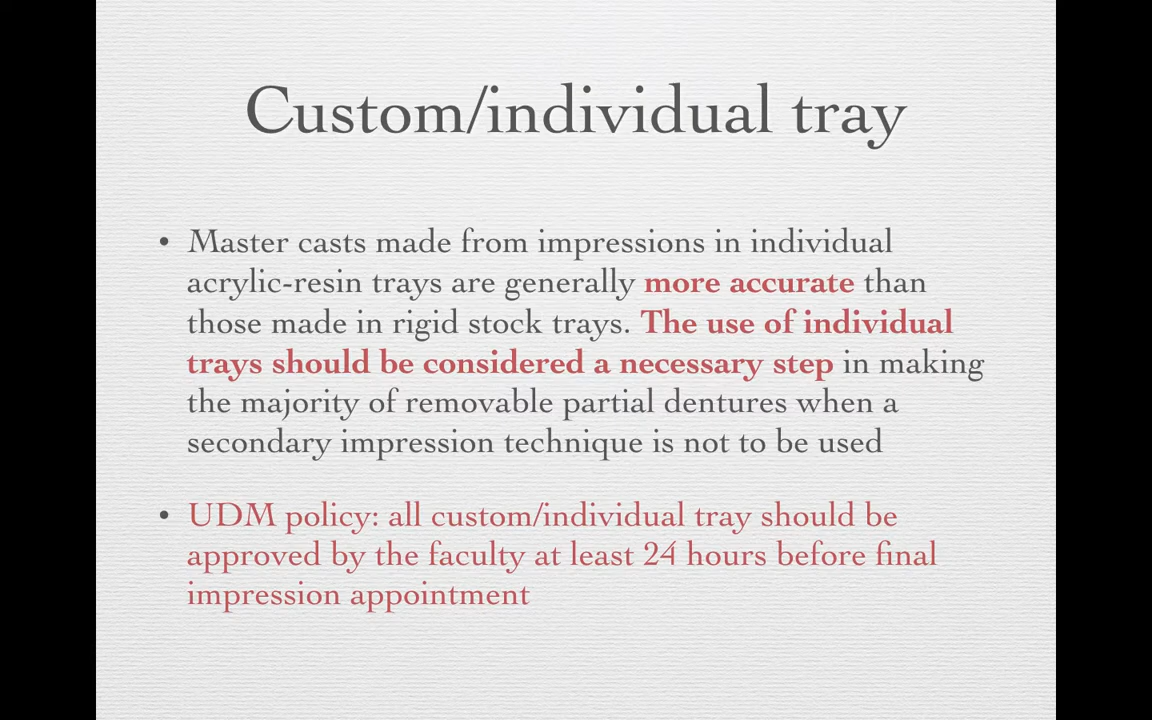 Custom/individual tray
• Master casts made from impressions in individual
acrylic-resin trays are generally more accurate than
those made in rigid stock trays. The use of individual
trays should be considered a necessary step in making
the majority of removable partial dentures when a
secondary impression technique is not to be used
• UDM policy: all custom/individual tray should be
approved by the faculty at least 24 hours before final
impression appointment